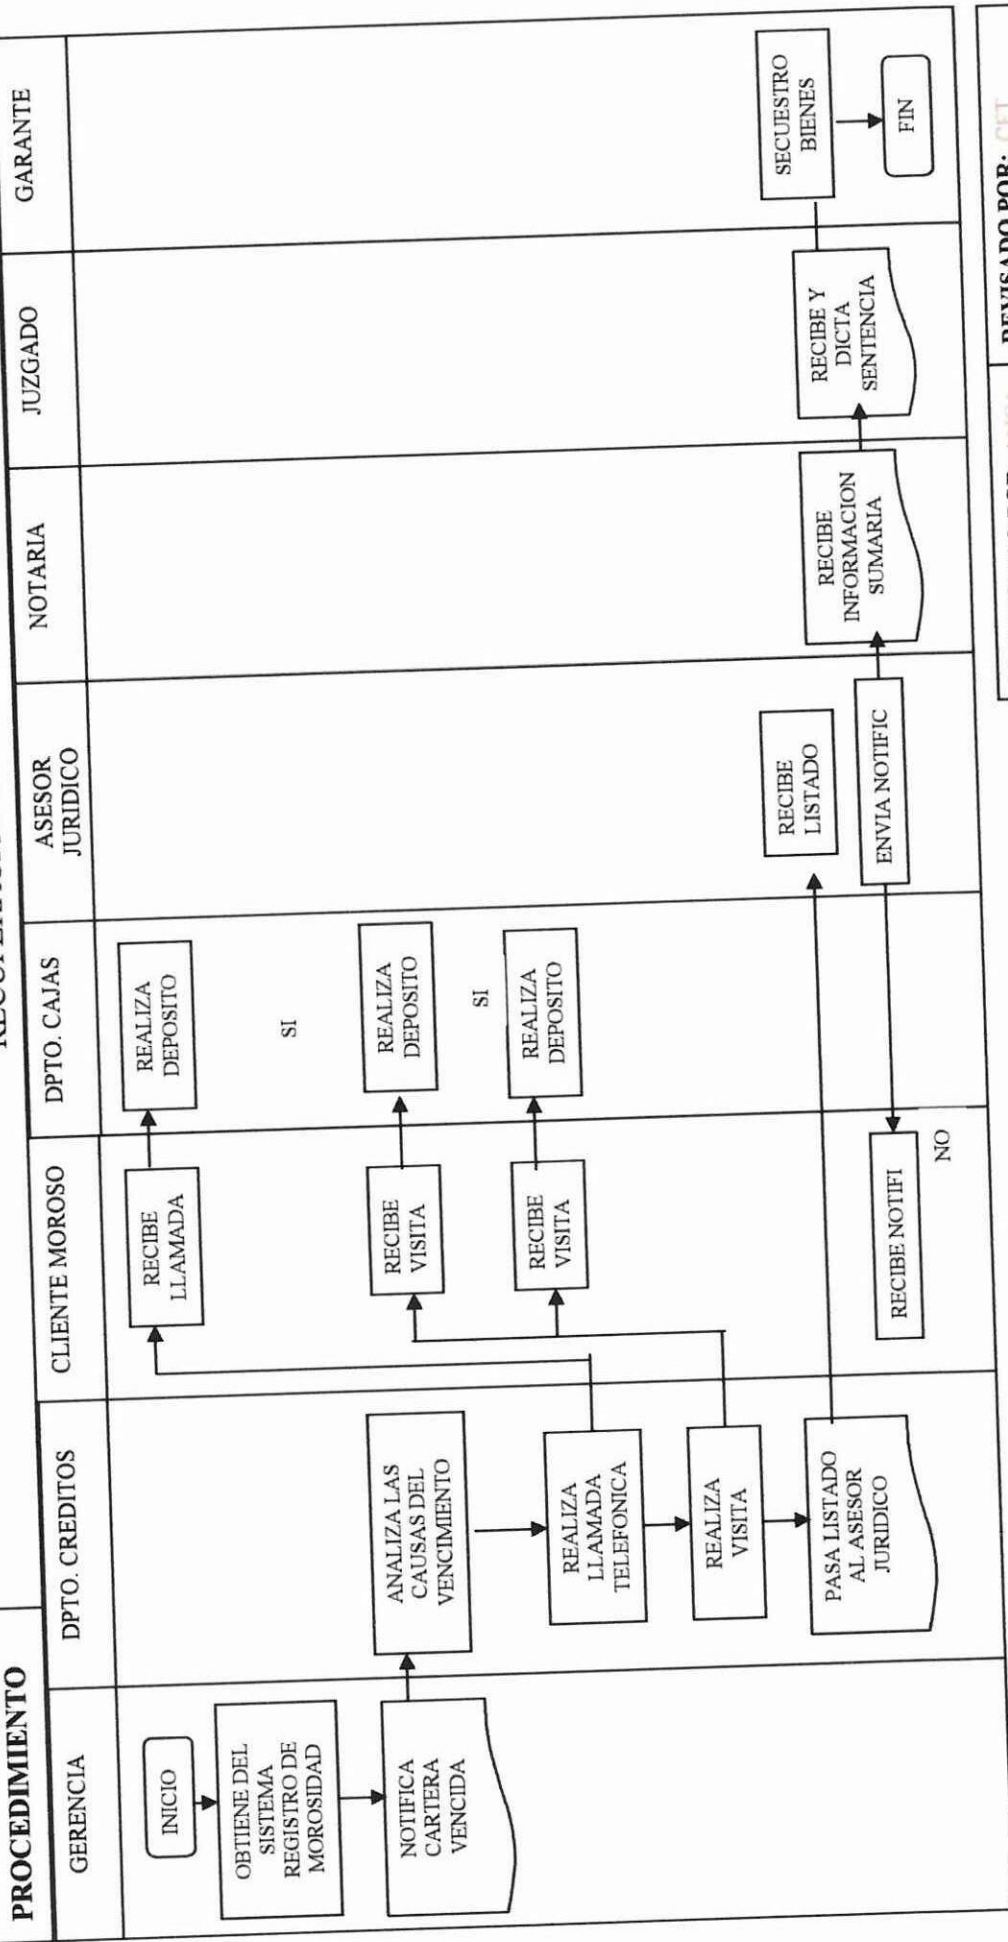 PROCEDIMIENTO
GERENCIA
DPTO. CREDITOS
CLIENTE MOROSO
DPTO. CAJAS
ASESOR
JURIDICO
NOTARIA
JUZGADO
GARANTE
INICIO
OBTIENE DEL
SISTEMA
REGISTRO DE
MOROSIDAD
NOTIFICA
CARTERA
VENCIDA
ANALIZA LAS
CAUSAS DEL
VENCIMIENTO
REALIZA
LLAMADA
TELEFONICA
REALIZA
VISITA
PASA LISTADO
AL ASESOR
JURIDICO
RECIBE
LLAMADA
RECIBE
VISITA
RECIBE
VISITA
RECIBE NOTIFI
NO
REALIZA
DEPOSITO
SI
REALIZA
DEPOSITO
SI
REALIZA
DEPOSITO
RECIBE
LISTADO
ENVIA NOTIFIC
RECIBE
INFORMACION
SUMARIA
RECIBE Y
DICTA
SENTENCIA
SECUESTRO
BIENES
FIN
REVISADO POR: